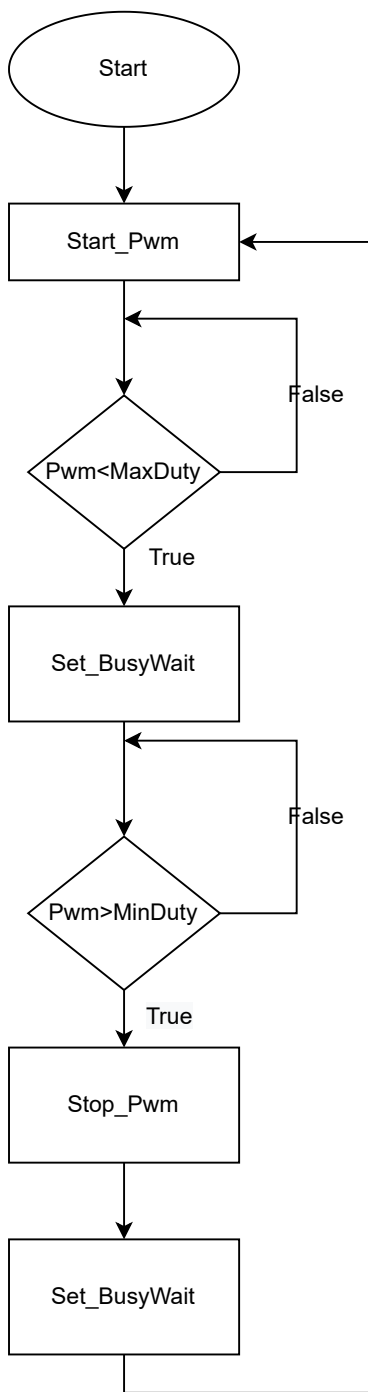 Start
Start_Pwm
False
Pwm<MaxDuty
True
Set_BusyWait
False
Pwm>MinDuty
True
Stop_Pwm
Set_BusyWait